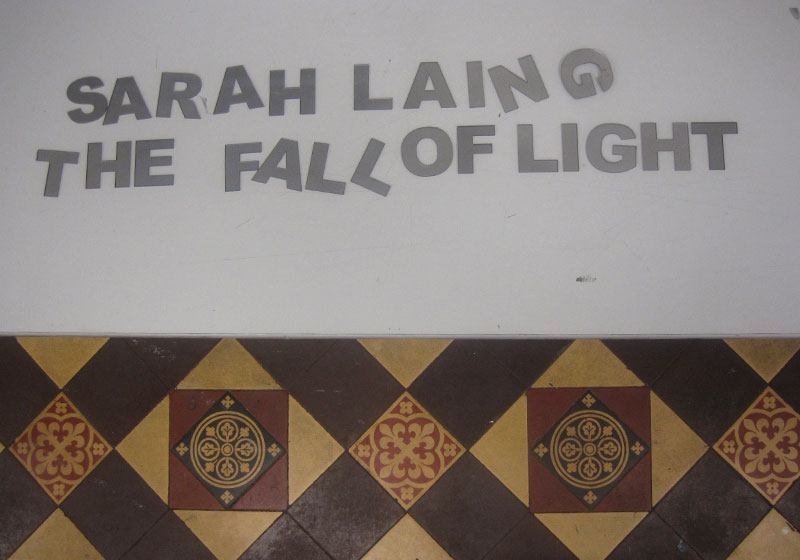 SARAH LAING
THE FALL OF LIGHT